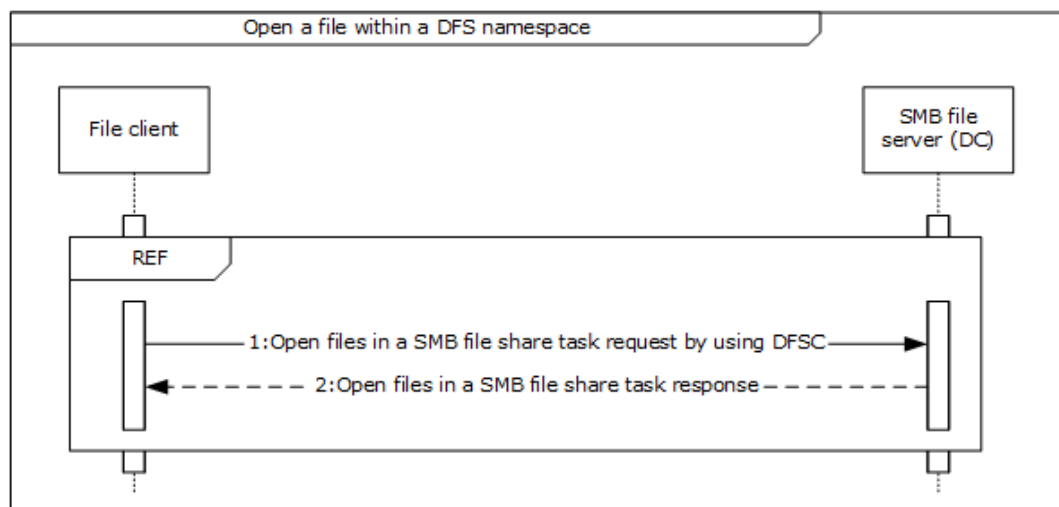 Open a file within a DFS namespace
File client
SMB file
server (DC)
REF
1:Open files in a SMB file share task request by using DFSC
2:Open files in a SMB file share task response